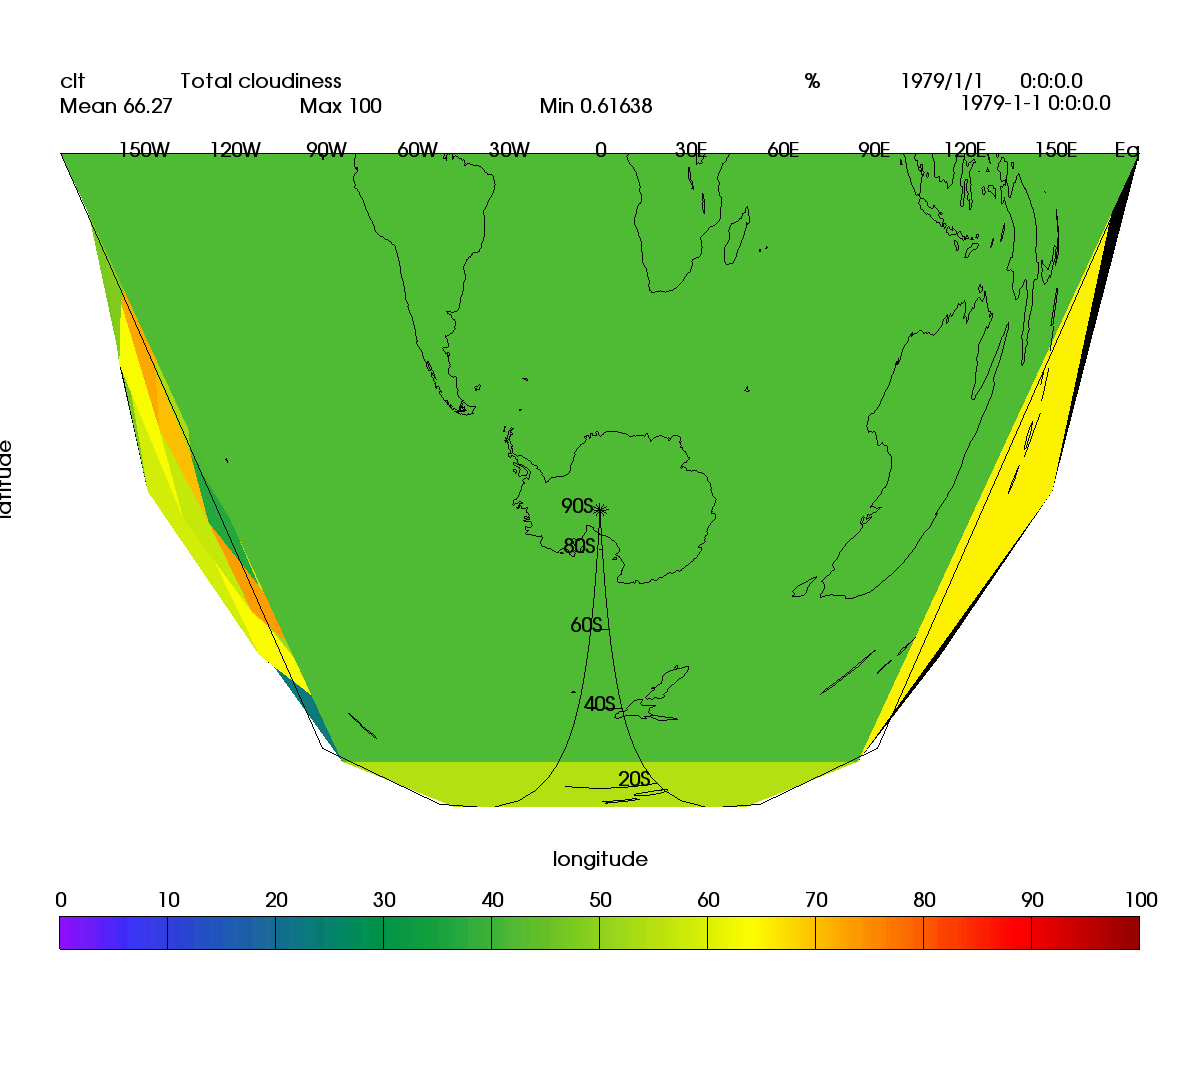 clt Total cloudiness % 1979/1/1 0:0:0.0
Mean 66.27 Max 100 Min 0.61638 1979-1-1 0:0:0.0
150W 120W 90W 60W 30W 0 30E 60E 90E 120E 150E Eq
latitude
90S
80S
60S
40S
20S
longitude
0 10 20 30 40 50 60 70 80 90 100